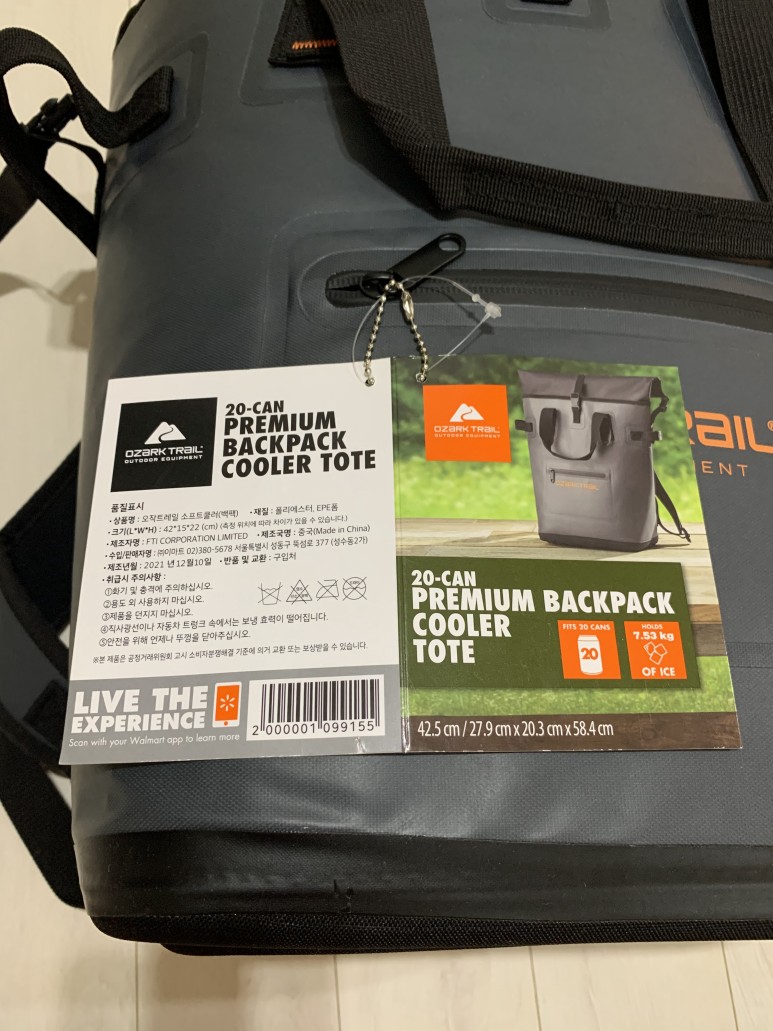 OZARK TRAIL®
OUTDOOR EQUIPMENT
20-CAN
PREMIUM
BACKPACK
COOLER TOTE
품질표시
· 상품명 : 오작트레일 소프트쿨러(백팩) · 재질 : 폴리에스터, EPE폼
· 크기(L*W*H) : 42*15*22 (cm) (측정 위치에 따라 차이가 있을 수 있습니다.)
· 제조자명 : FTI CORPORATION LIMITED · 제조국명 : 중국(Made in China)
· 수입/판매자명 : ㈜이마트 02)380-5678 서울특별시 성동구 뚝섬로 377 (성수동2가)
· 제조년월 : 2021년 12월10일 · 반품 및 교환 : 구입처
· 취급시 주의사항 :
①화기 및 충격에 주의하십시오.
②용도 외 사용하지 마십시오.
③제품을 던지지 마십시오.
④직사광선이나 자동차 트렁크 속에서는 보냉 효력이 떨어집니다.
⑤안전을 위해 언제나 뚜껑을 닫아주십시오.
※본 제품은 공정거래위원회 고시 소비자분쟁해결 기준에 의거 교환 또는 보상받을 수 있습니다.
LIVE THE
EXPERIENCE
Scan with your Walmart app to learn more
2 000001 099155
OZARK TRAIL®
OUTDOOR EQUIPMENT
OZARK TRAIL
20-CAN
PREMIUM BACKPACK
COOLER
TOTE
FITS 20 CANS
20
HOLDS
7.53 kg
OF ICE
42.5 cm / 27.9 cm x 20.3 cm x 58.4 cm
RAIL®
MENT